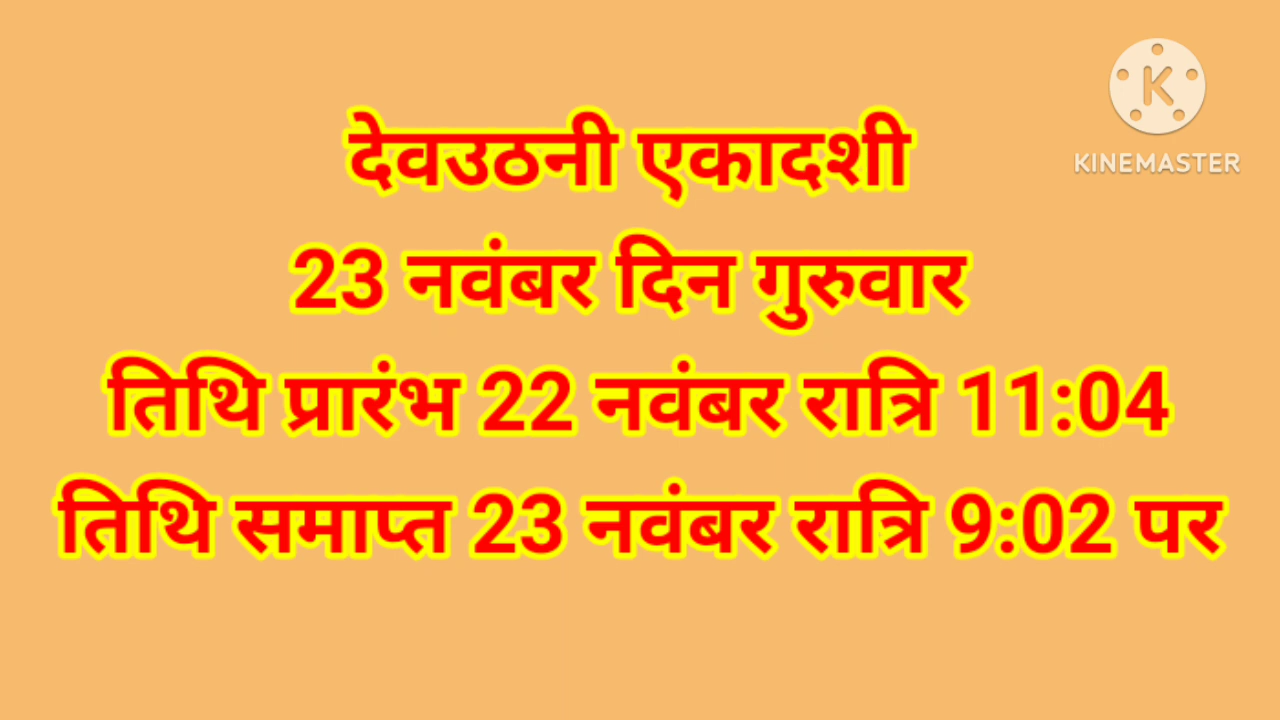 K
KINEMASTER
देवउठनी एकादशी
23 नवंबर दिन गुरुवार
तिथि प्रारंभ 22 नवंबर रात्रि 11:04
तिथि समाप्त 23 नवंबर रात्रि 9:02 पर